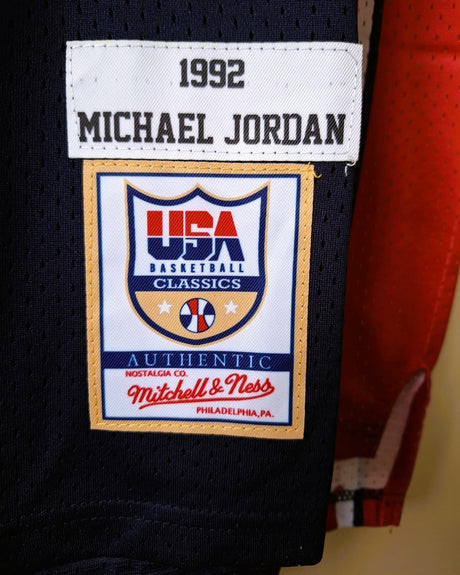 1992
MICHAEL JORDAN
USA
BASKETBALL
CLASSICS
AUTHENTIC
NOSTALGIA CO.
Mitchell & Ness
PHILADELPHIA, PA.